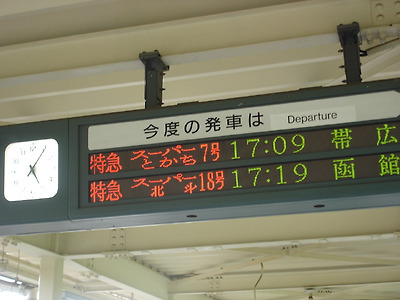 今度の発車は Departure
特急 スーパーとかち 7号 17:09 帯広
特急 スーパー北斗 18号 17:19 函館